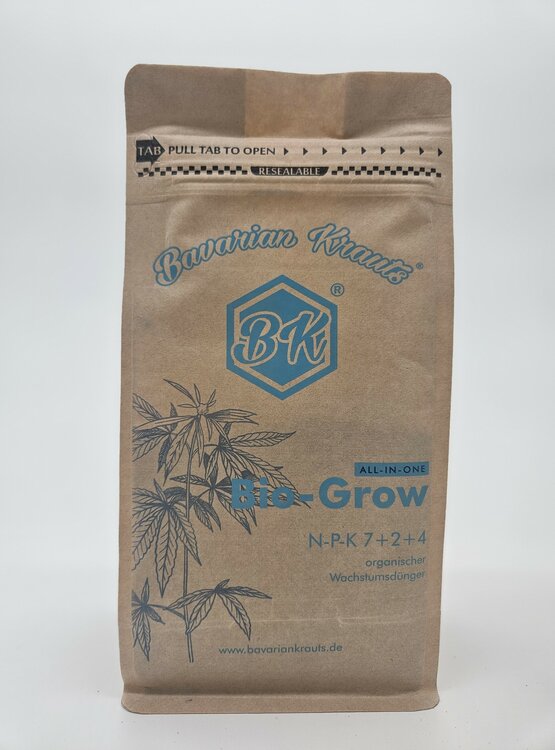 TAB PULL TAB TO OPEN
RESEALABLE
Bavarian Krauts®
®
BK
ALL-IN-ONE
Bio-Grow
N-P-K 7+2+4
organischer
Wachstumsdünger
www.bavariankrauts.de